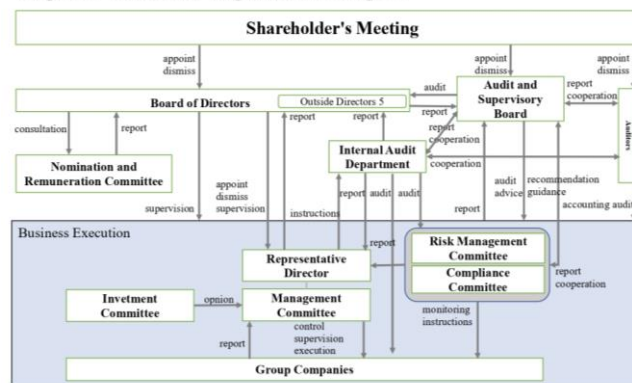 Shareholder's Meeting
appoint
dismiss
appoint
dismiss
appoint
dismiss
audit
Board of Directors
Outside Directors 5
report
Audit and
Supervisory
Board
report
cooperation
Auditors
consultation
report
report
report
report
cooperation
Nomination and
Remuneration Committee
Internal Audit
Department
cooperation
supervision
appoint
dismiss
supervision
instructions
report
audit
audit
report
audit
advice
recommendation
guidance
accounting audit
Business Execution
report
Representative
Director
Risk Management
Committee
Compliance
Committee
report
cooperation
Invetment
Committee
opinion
Management
Committee
monitoring
instructions
report
control
supervision
execution
Group Companies